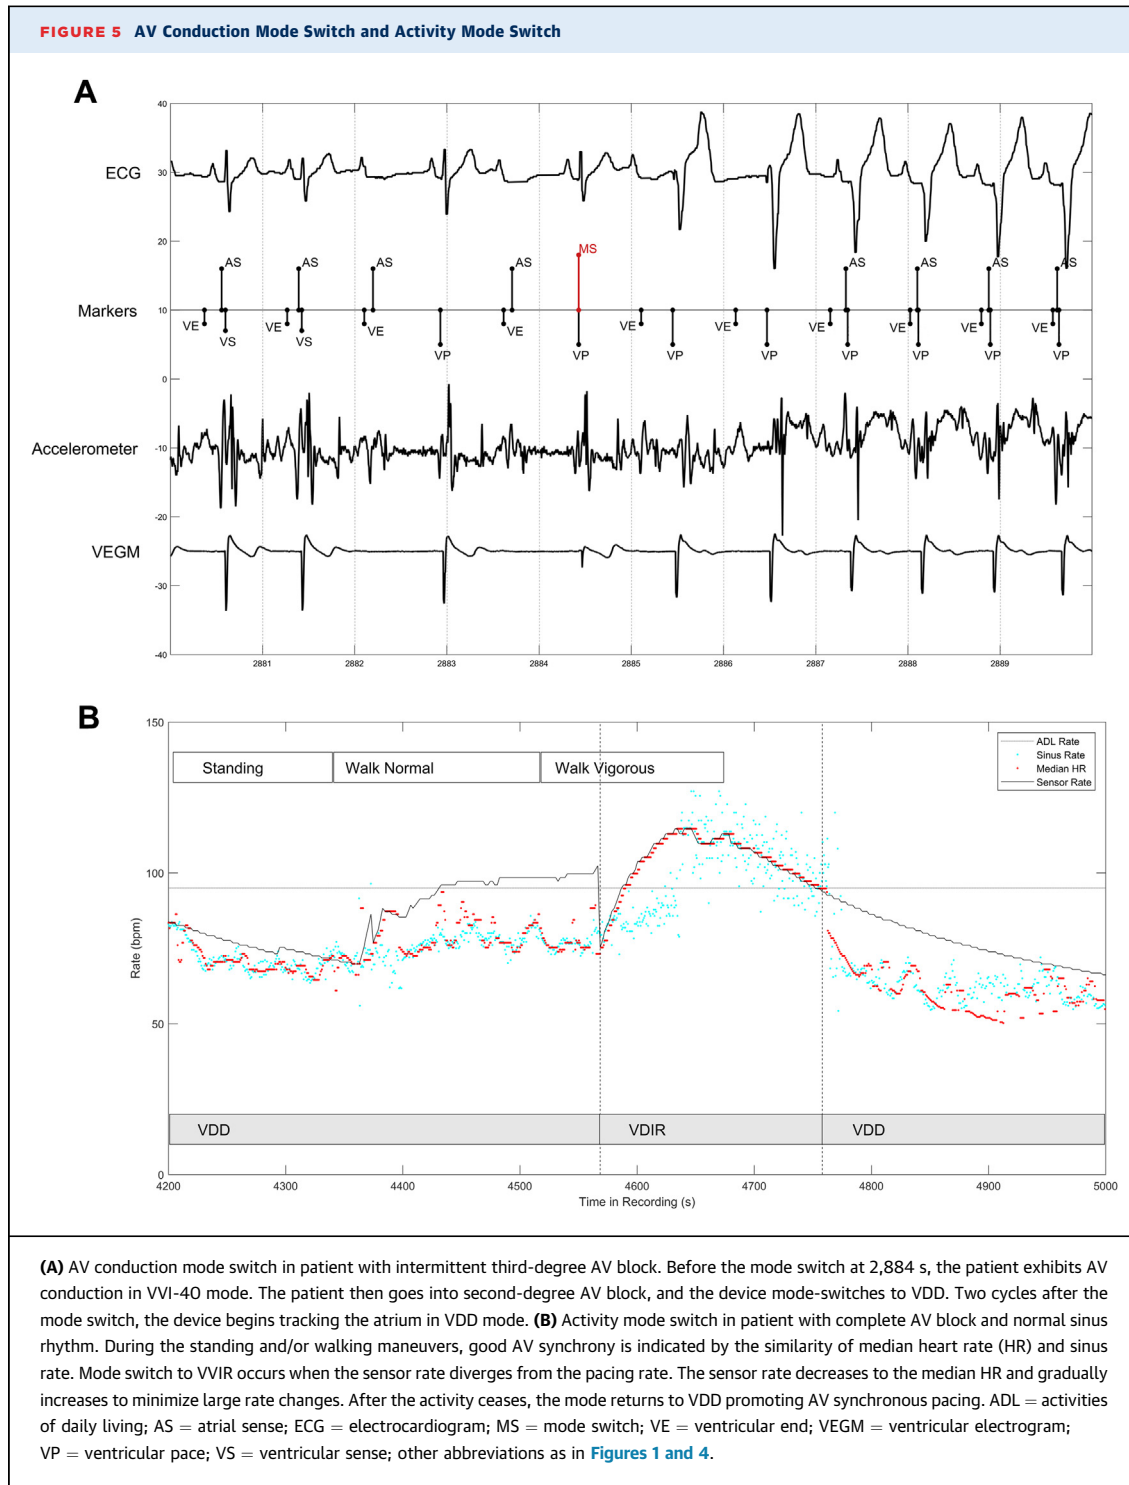 FIGURE 5 AV Conduction Mode Switch and Activity Mode Switch
A
40
ECG
30
20
MS
AS AS AS AS AS AS AS AS
Markers
10
VE VE VE VE VE VE VE VE VE
VS VS VP VP VP VP VP VP VP VP
0
Accelerometer
-10
-20
VEGM
-30
-40
2881 2882 2883 2884 2885 2886 2887 2888 2889
B
150
Standing Walk Normal Walk Vigorous
ADL Rate
Sinus Rate
Median HR
Sensor Rate
100
Rate (bpm)
50
VDD VDIR VDD
0
4200 4300 4400 4500 4600 4700 4800 4900 5000
Time in Recording (s)
(A) AV conduction mode switch in patient with intermittent third-degree AV block. Before the mode switch at 2,884 s, the patient exhibits AV
conduction in VVI-40 mode. The patient then goes into second-degree AV block, and the device mode-switches to VDD. Two cycles after the
mode switch, the device begins tracking the atrium in VDD mode. (B) Activity mode switch in patient with complete AV block and normal sinus
rhythm. During the standing and/or walking maneuvers, good AV synchrony is indicated by the similarity of median heart rate (HR) and sinus
rate. Mode switch to VVIR occurs when the sensor rate diverges from the pacing rate. The sensor rate decreases to the median HR and gradually
increases to minimize large rate changes. After the activity ceases, the mode returns to VDD promoting AV synchronous pacing. ADL = activities
of daily living; AS = atrial sense; ECG = electrocardiogram; MS = mode switch; VE = ventricular end; VEGM = ventricular electrogram;
VP = ventricular pace; VS = ventricular sense; other abbreviations as in Figures 1 and 4.